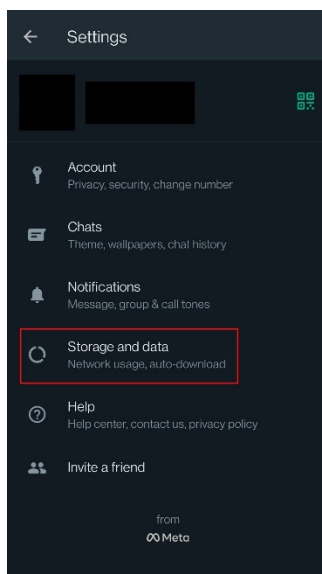 Settings
Account
Privacy, security, change number
Chats
Theme, wallpapers, chat history
Notifications
Message, group & call tones
Storage and data
Network usage, auto-download
Help
Help center, contact us, privacy policy
Invite a friend
from
Meta